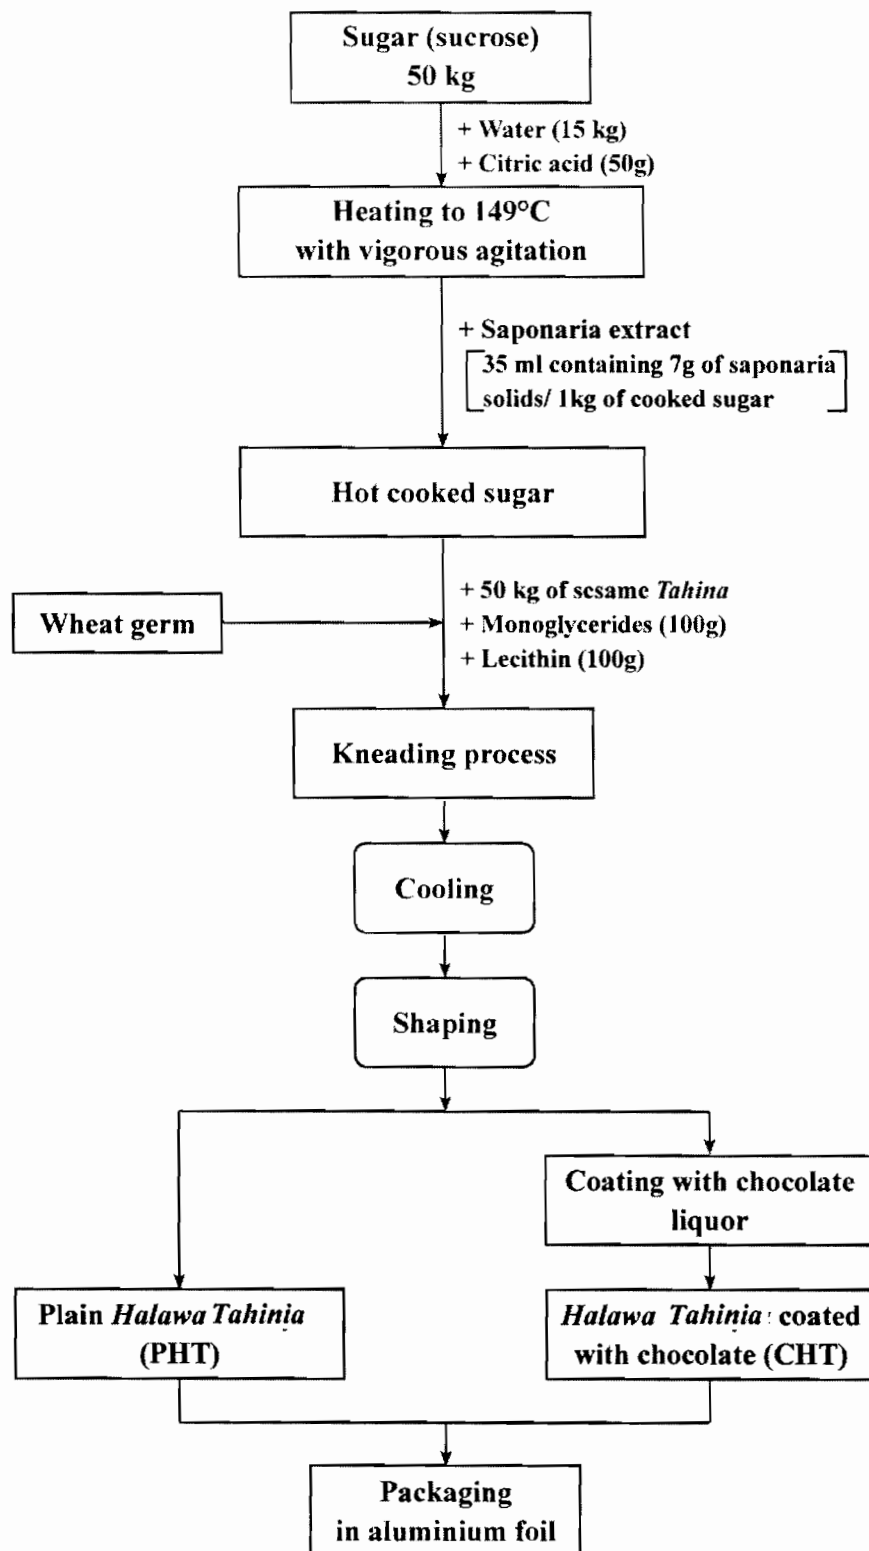 Sugar (sucrose)
50 kg
+ Water (15 kg)
+ Citric acid (50g)
Heating to 149°C
with vigorous agitation
+ Saponaria extract
35 ml containing 7g of saponaria
solids/ 1kg of cooked sugar
Hot cooked sugar
+ 50 kg of sesame Tahina
Wheat germ
+ Monoglycerides (100g)
+ Lecithin (100g)
Kneading process
Cooling
Shaping
Coating with chocolate
liquor
Plain Halawa Tahinia
(PHT)
Halawa Tahinia coated
with chocolate (CHT)
Packaging
in aluminium foil